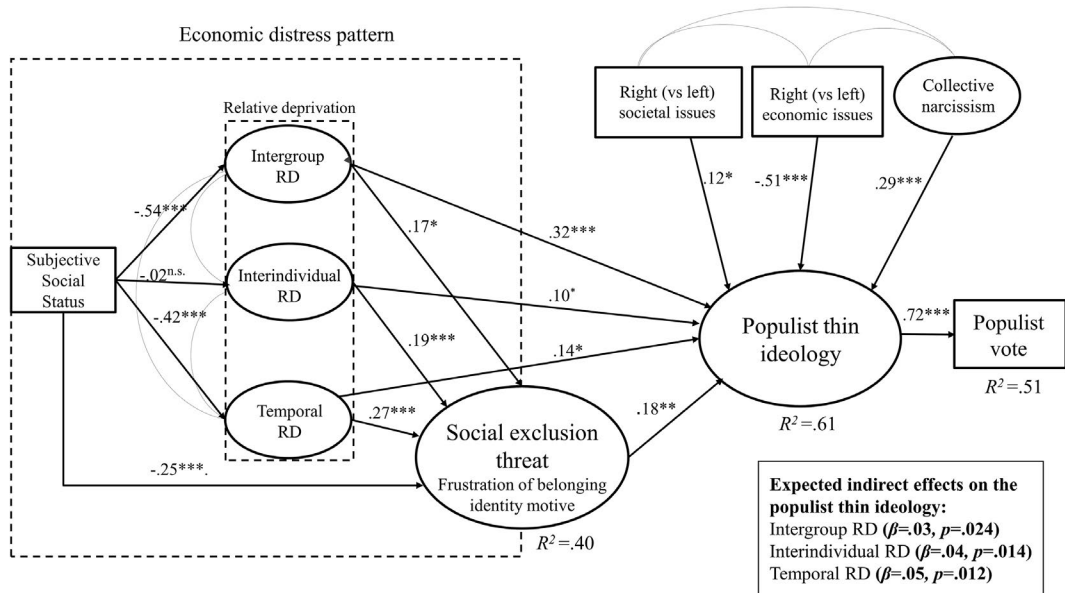 Economic distress pattern
Relative deprivation
Intergroup
RD
Interindividual
RD
Temporal
RD
Subjective
Social
Status
-.54***
-.02n.s.
-.42***
-.25***.
.17*
.19***
.27***
.32***
.10*
.14*
.18**
Social exclusion
threat
Frustration of belonging
identity motive
R²=.40
Right (vs left)
societal issues
Right (vs left)
economic issues
Collective
narcissism
.12*
-.51***
.29***
Populist thin
ideology
R²=.61
.72***
Populist
vote
R²=.51
Expected indirect effects on the
populist thin ideology:
Intergroup RD (β=.03, p=.024)
Interindividual RD (β=.04, p=.014)
Temporal RD (β=.05, p=.012)